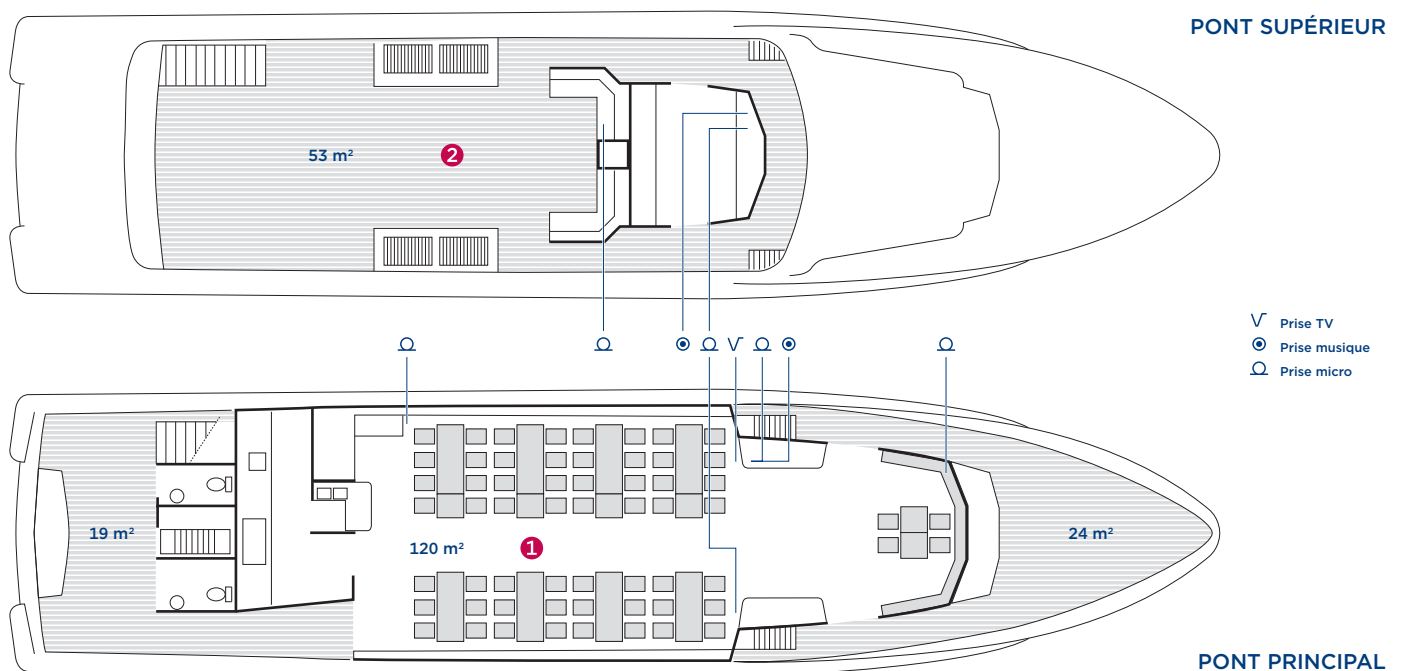 PONT SUPÉRIEUR
53 m²
2
Prise TV
Prise musique
Prise micro
19 m²
120 m²
1
24 m²
PONT PRINCIPAL